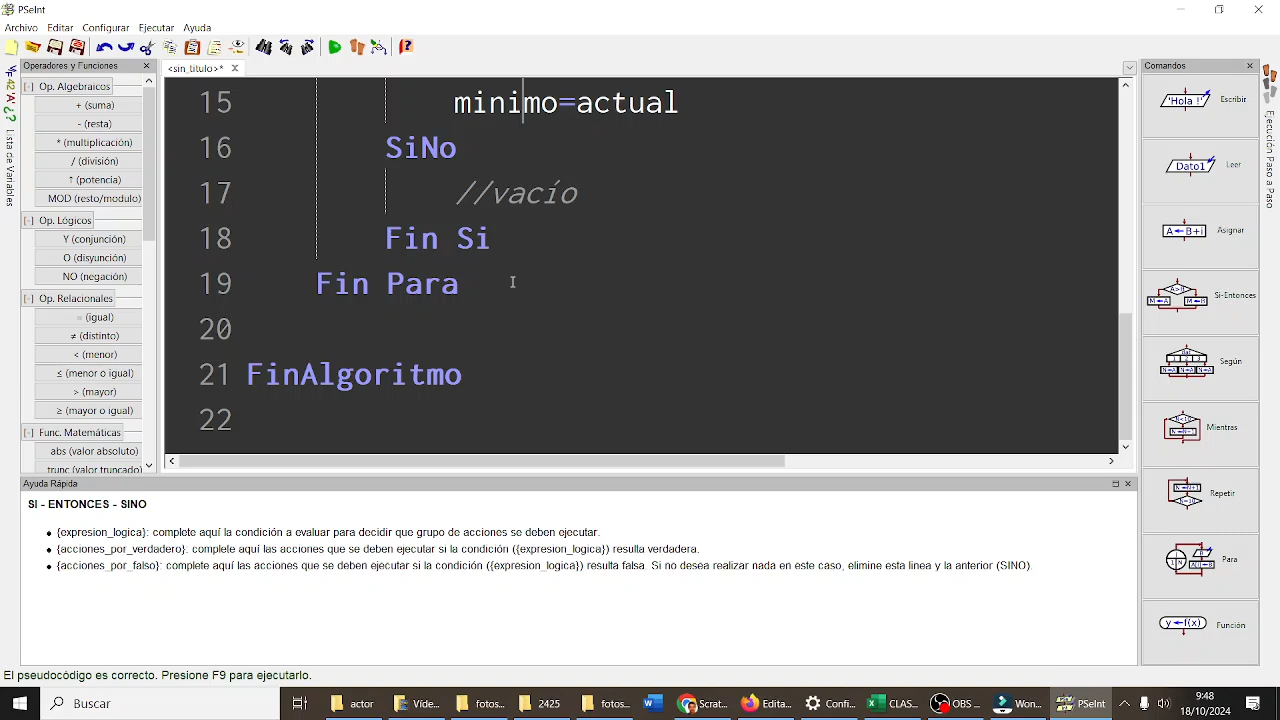 PSeInt
Archivo Editar Configurar Ejecutar Ayuda
Operadores y Funciones
<sin_titulo>*
Comandos
Lista de Variables
Ejecución Paso a Paso
Op. Algebraicos
+ (suma)
- (resta)
* (multiplicación)
/ (división)
↑ (potencia)
MOD (resto/modulo)
Op. Lógicos
Y (conjunción)
O (disyunción)
NO (negación)
Op. Relacionales
= (igual)
≠ (distinto)
< (menor)
≤ (menor o igual)
> (mayor)
≥ (mayor o igual)
Func. Matemáticas
abs (valor absoluto)
trunc (valor truncado)
15 minimo=actual
16 SiNo
17 //vacío
18 Fin Si
19 Fin Para
20
21 FinAlgoritmo
22
'Hola !' Escribir
Dato1 Leer
A ← B+i Asignar
Si-Entonces
Según
Mientras
Repetir
Para
y ←f(x) Función
Ayuda Rápida
SI - ENTONCES - SINO
{expresion_logica}: complete aquí la condición a evaluar para decidir que grupo de acciones se deben ejecutar.
{acciones_por_verdadero}: complete aquí las acciones que se deben ejecutar si la condición ({expresion_logica}) resulta verdadera.
{acciones_por_falso}: complete aquí las acciones que se deben ejecutar si la condición ({expresion_logica}) resulta falsa. Si no desea realizar nada en este caso, elimine esta linea y la anterior (SINO).
El pseudocódigo es correcto. Presione F9 para ejecutarlo.
Buscar
actor
Víde...
fotos...
2425
fotos...
Scra...
Edita...
Confi...
CLAS...
OBS ...
Won...
PSeInt
9:48
18/10/2024